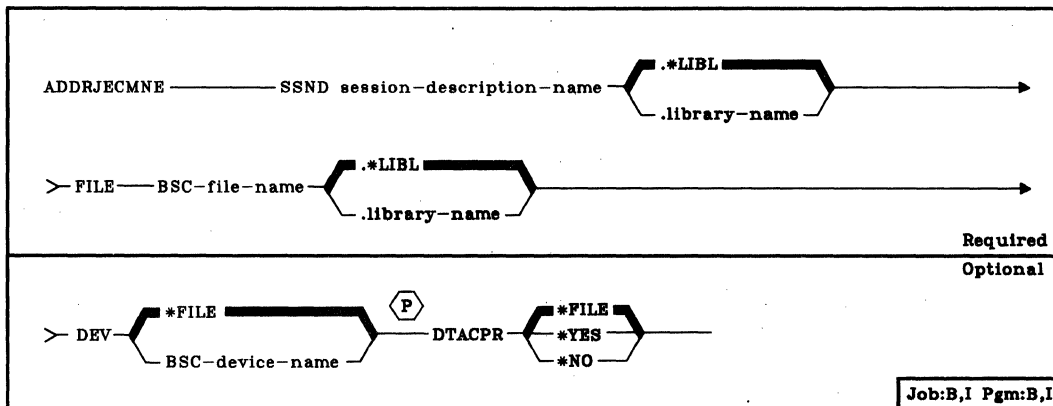 .*LIBL
ADDRJECMNE SSND session-description-name
.library-name
.*LIBL
FILE BSC-file-name
.library-name
Required
Optional
*FILE P *FILE
DEV DTACPR *YES
BSC-device-name *NO
Job:B,I Pgm:B,I